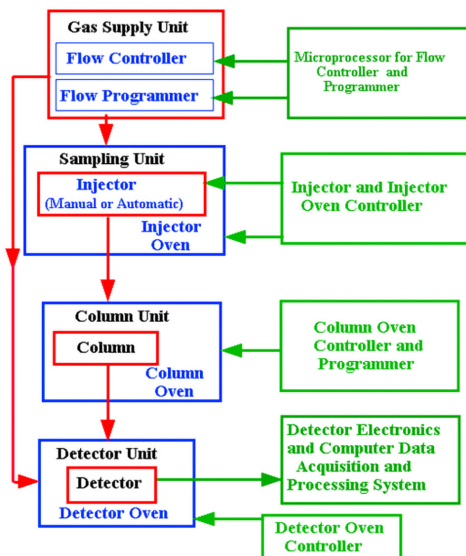 Gas Supply Unit
Flow Controller
Flow Programmer
Microprocessor for Flow
Controller and
Programmer
Sampling Unit
Injector
(Manual or Automatic)
Injector
Oven
Injector and Injector
Oven Controller
Column Unit
Column
Column
Oven
Column Oven
Controller and
Programmer
Detector Unit
Detector
Detector Oven
Detector Electronics
and Computer Data
Acquisition and
Processing System
Detector Oven
Controller